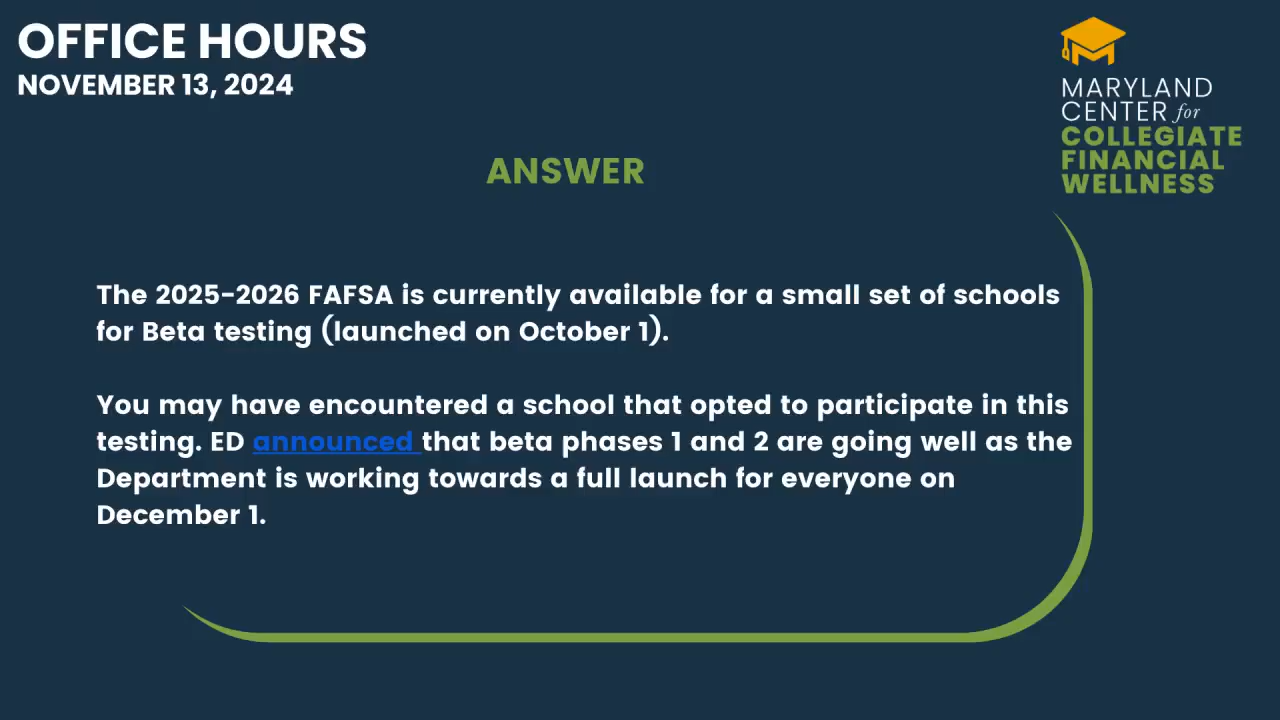 OFFICE HOURS
NOVEMBER 13, 2024
MARYLAND
CENTER for
COLLEGIATE
FINANCIAL
WELLNESS
ANSWER
The 2025-2026 FAFSA is currently available for a small set of schools
for Beta testing (launched on October 1).
You may have encountered a school that opted to participate in this
testing. ED announced that beta phases 1 and 2 are going well as the
Department is working towards a full launch for everyone on
December 1.